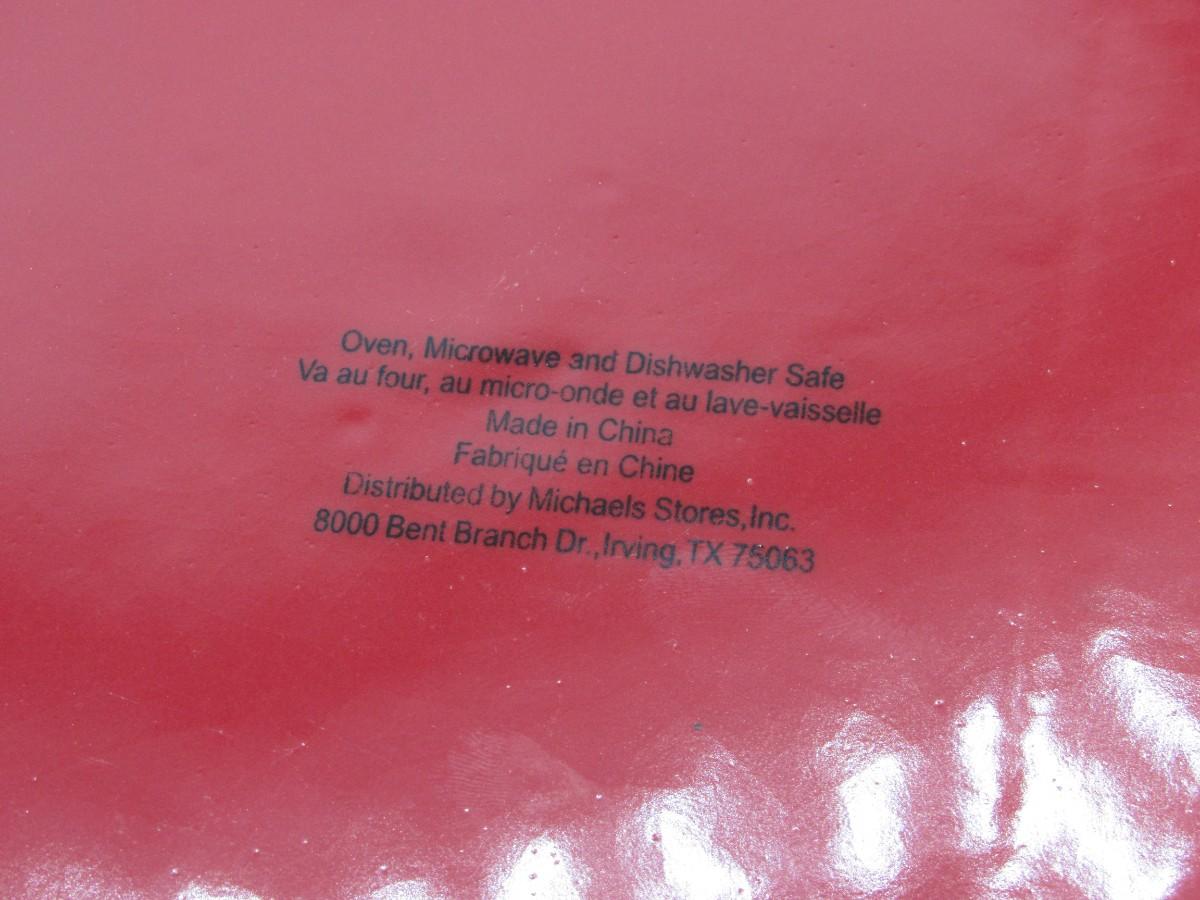 Oven, Microwave and Dishwasher Safe
Va au four, au micro-onde et au lave-vaisselle
Made in China
Fabriqué en Chine
Distributed by Michaels Stores,Inc.
8000 Bent Branch Dr.,Irving,TX 75063